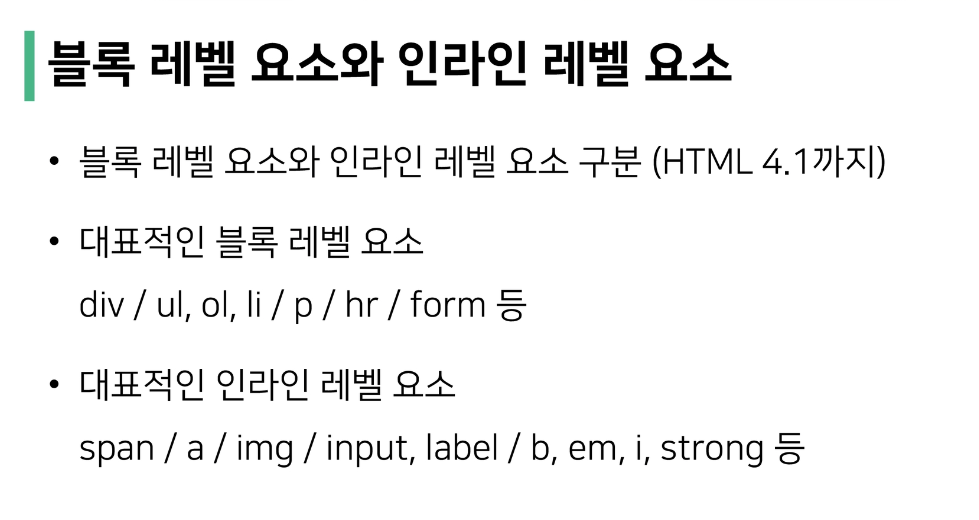 블록 레벨 요소와 인라인 레벨 요소
• 블록 레벨 요소와 인라인 레벨 요소 구분 (HTML 4.1까지)
• 대표적인 블록 레벨 요소
div / ul, ol, li / p / hr / form 등
• 대표적인 인라인 레벨 요소
span / a / img / input, label / b, em, i, strong 등